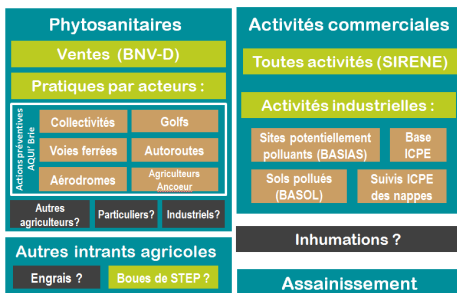 Phytosanitaires
Ventes (BNV-D)
Pratiques par acteurs :
Actions préventives
AQUI' Brie
Collectivités
Golfs
Voies ferrées
Autoroutes
Aérodromes
Agriculteurs
Ancoeur
Autres
agriculteurs?
Particuliers?
Industriels?
Autres intrants agricoles
Engrais ?
Boues de STEP ?
Activités commerciales
Toutes activités (SIRENE)
Activités industrielles :
Sites potentiellement
polluants (BASIAS)
Base
ICPE
Sols pollués
(BASOL)
Suivis ICPE
des nappes
Inhumations ?
Assainissement